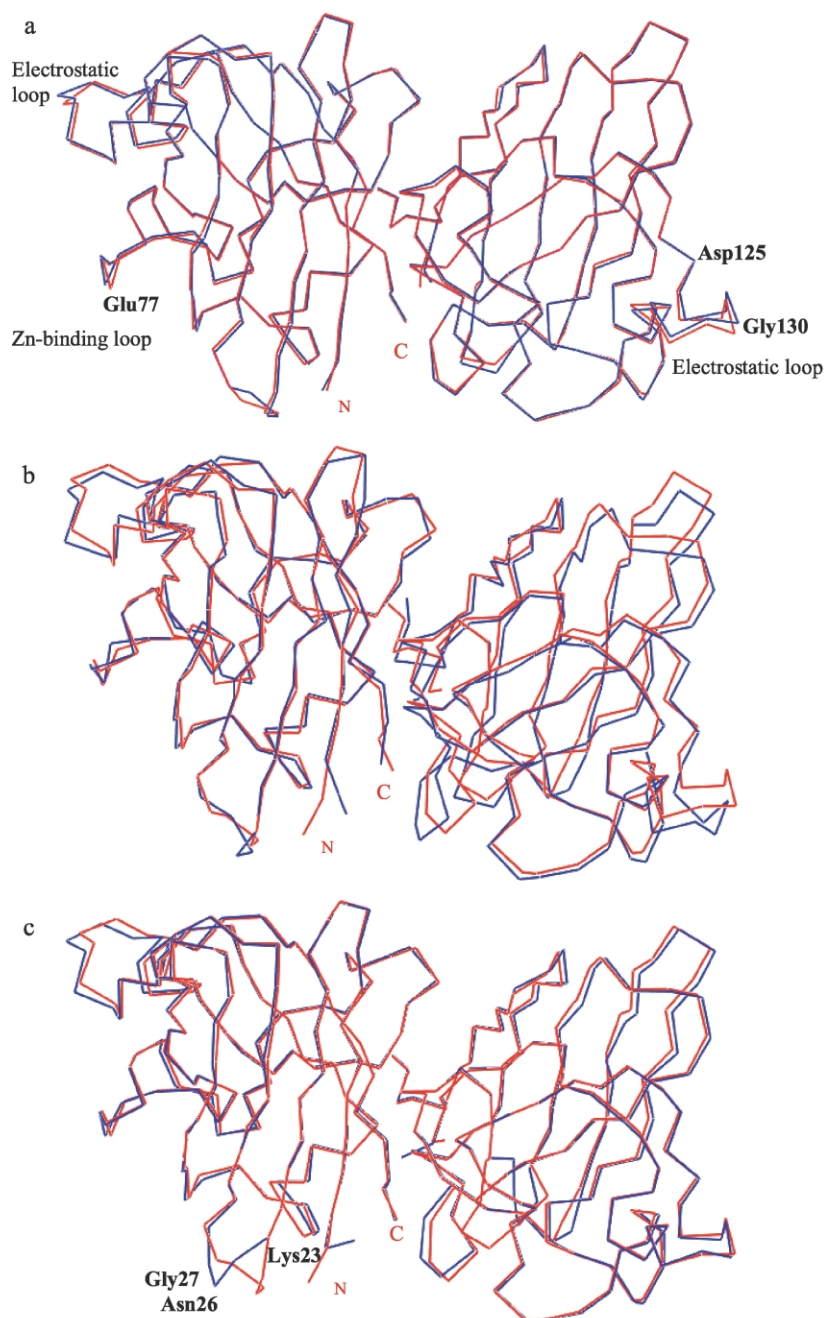 a
Electrostatic
loop
Asp125
Glu77
Gly130
Zn-binding loop
C
Electrostatic loop
N
b
C
N
c
C
Lys23
Gly27
N
Asn26